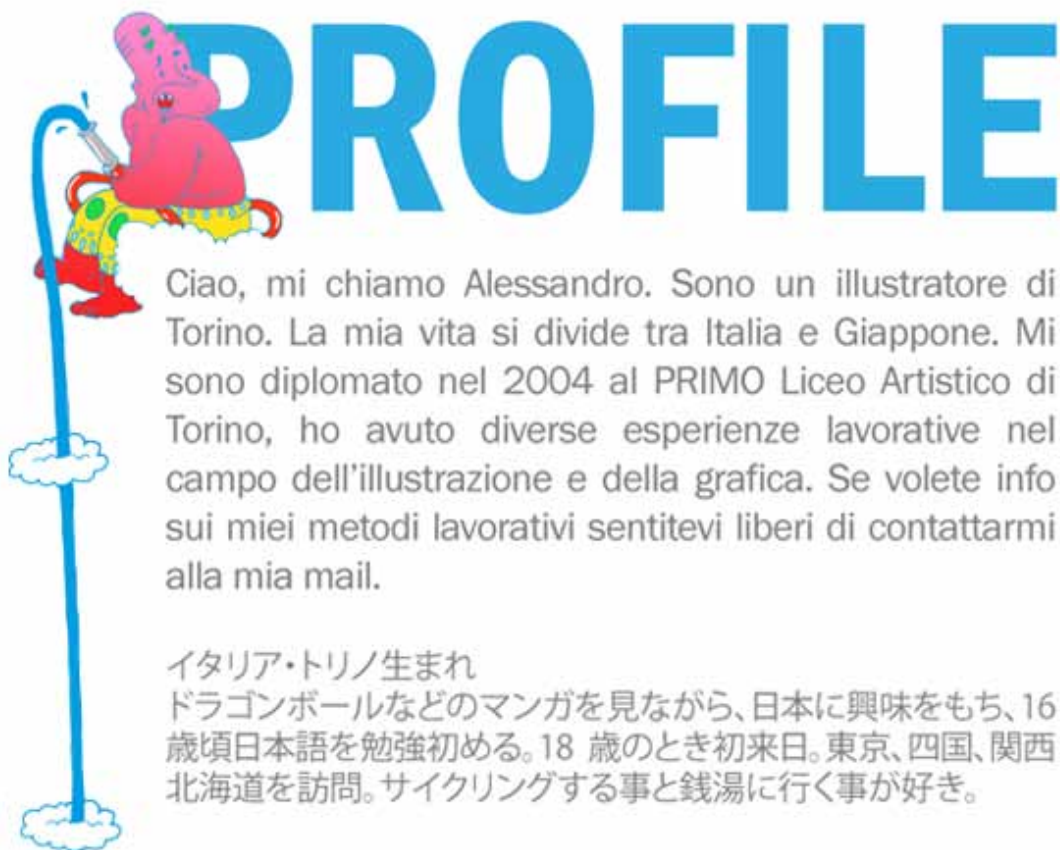 PROFILE
Ciao, mi chiamo Alessandro. Sono un illustratore di
Torino. La mia vita si divide tra Italia e Giappone. Mi
sono diplomato nel 2004 al PRIMO Liceo Artistico di
Torino, ho avuto diverse esperienze lavorative nel
campo dell'illustrazione e della grafica. Se volete info
sui miei metodi lavorativi sentitevi liberi di contattarmi
alla mia mail.
イタリア・トリノ生まれ
ドラゴンボールなどのマンガを見ながら、日本に興味をもち、16
歳頃日本語を勉強初める。18 歳のとき初来日。東京、四国、関西
北海道を訪問。サイクリングする事と銭湯に行く事が好き。